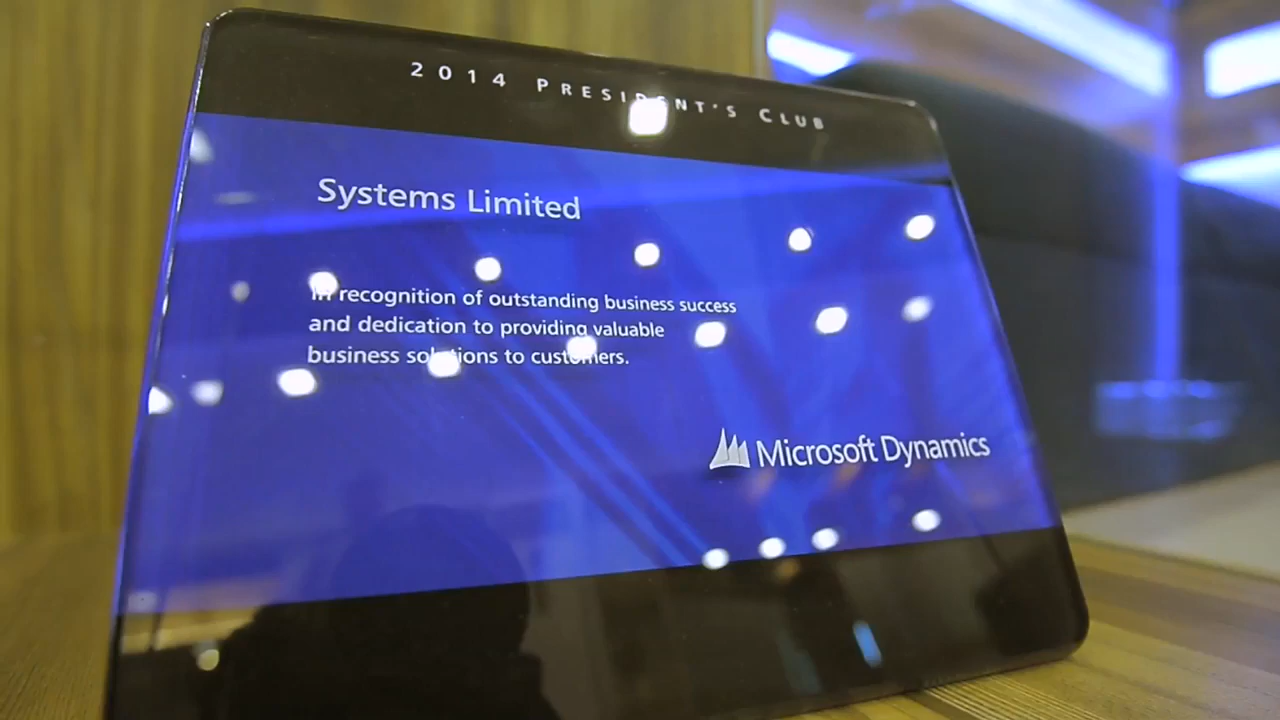 2014 PRESIDENT'S CLUB
Systems Limited
In recognition of outstanding business success
and dedication to providing valuable
business solutions to customers.
Microsoft Dynamics